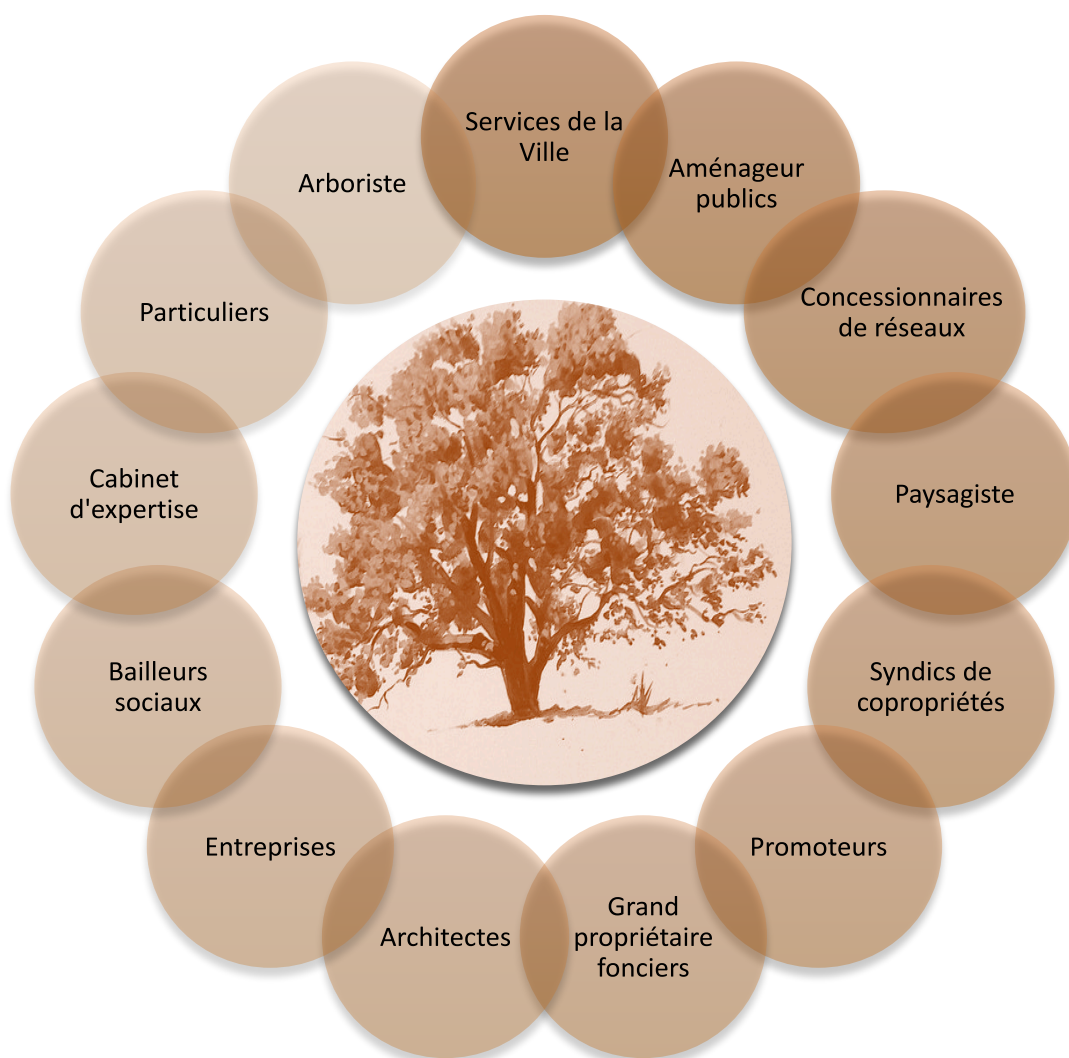 Services de la
Ville
Aménageur
publics
Concessionnaires
de réseaux
Paysagiste
Syndics de
copropriétés
Promoteurs
Grand
propriétaire
fonciers
Architectes
Entreprises
Bailleurs
sociaux
Cabinet
d'expertise
Particuliers
Arboriste